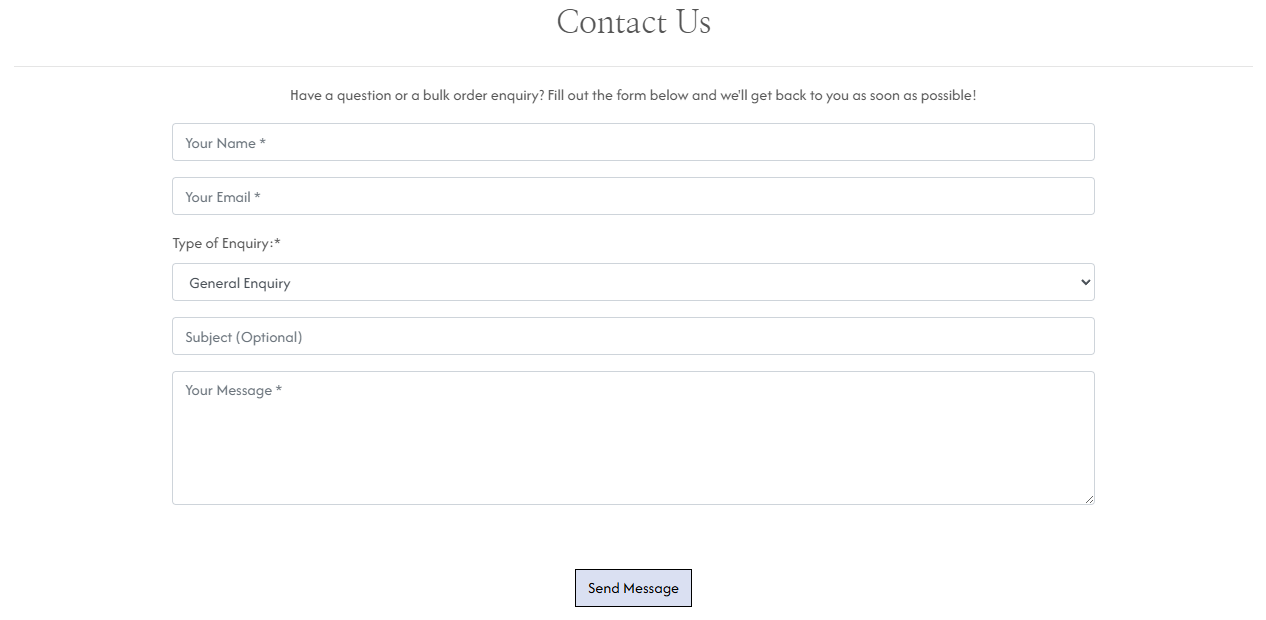 Contact Us
Have a question or a bulk order enquiry? Fill out the form below and we'll get back to you as soon as possible!
Your Name *
Your Email *
Type of Enquiry:*
General Enquiry
Subject (Optional)
Your Message *
Send Message